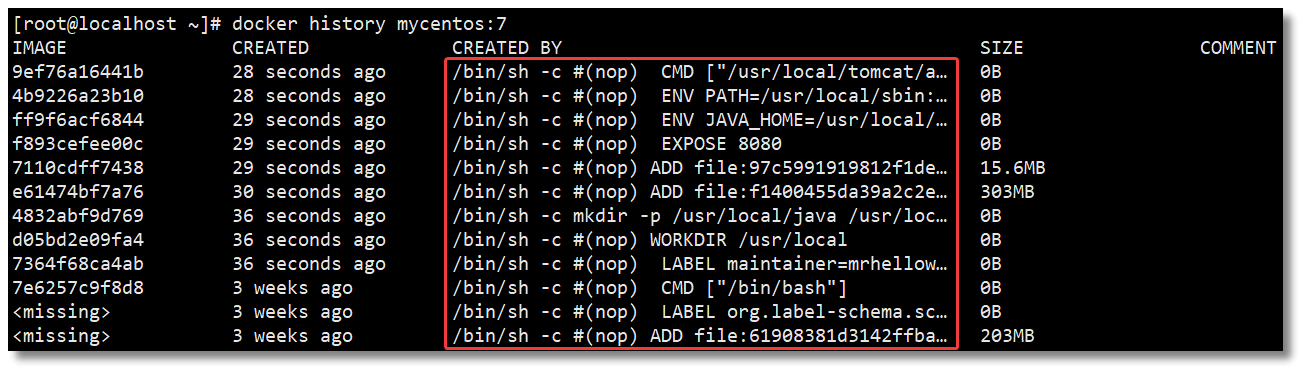 [root@localhost ~]# docker history mycentos:7
IMAGE CREATED CREATED BY SIZE COMMENT
9ef76a16441b 28 seconds ago /bin/sh -c #(nop)  CMD ["/usr/local/tomcat/a… 0B
4b9226a23b10 28 seconds ago /bin/sh -c #(nop)  ENV PATH=/usr/local/sbin:… 0B
ff9f6acf6844 29 seconds ago /bin/sh -c #(nop)  ENV JAVA_HOME=/usr/local/… 0B
f893cefee00c 29 seconds ago /bin/sh -c #(nop)  EXPOSE 8080 0B
7110cdff7438 29 seconds ago /bin/sh -c #(nop) ADD file:97c5991919812f1de… 15.6MB
e61474bf7a76 30 seconds ago /bin/sh -c #(nop) ADD file:f1400455da39a2c2e… 303MB
4832abf9d769 36 seconds ago /bin/sh -c mkdir -p /usr/local/java /usr/loc… 0B
d05bd2e09fa4 36 seconds ago /bin/sh -c #(nop) WORKDIR /usr/local 0B
7364f68ca4ab 36 seconds ago /bin/sh -c #(nop)  LABEL maintainer=mrhellow… 0B
7e6257c9f8d8 3 weeks ago /bin/sh -c #(nop)  CMD ["/bin/bash"] 0B
<missing> 3 weeks ago /bin/sh -c #(nop)  LABEL org.label-schema.sc… 0B
<missing> 3 weeks ago /bin/sh -c #(nop) ADD file:61908381d3142ffba… 203MB